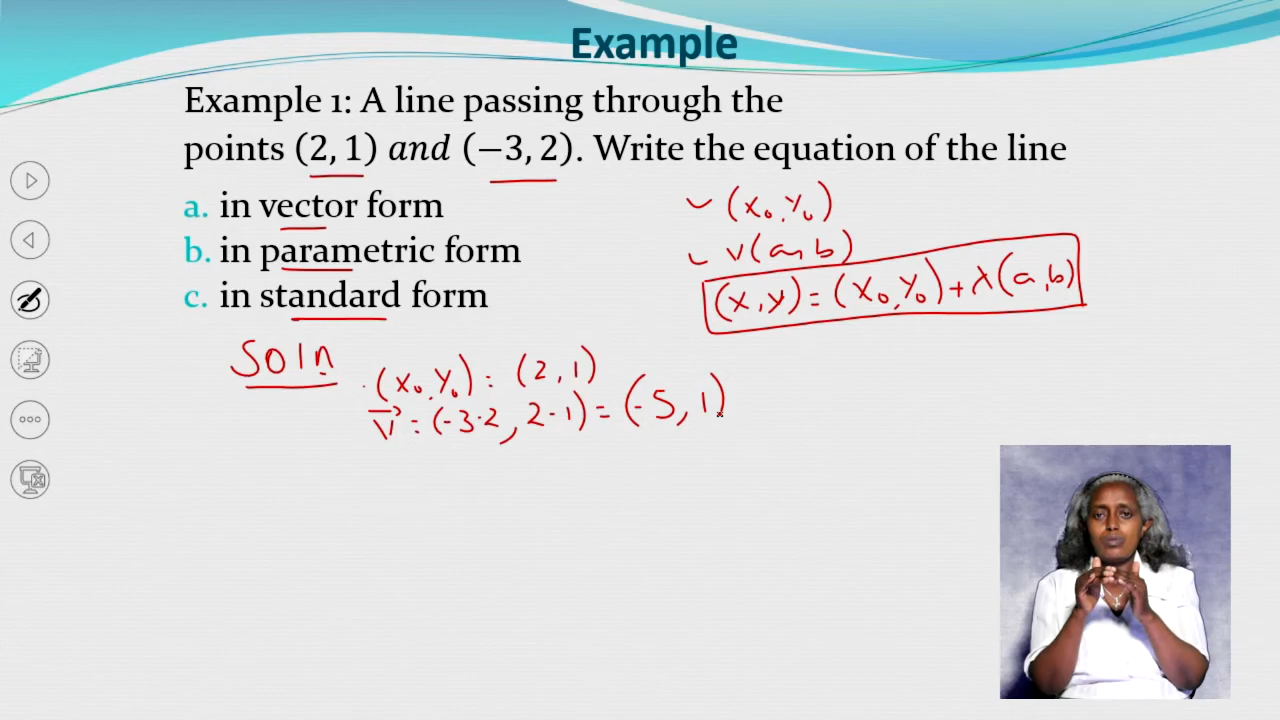 Example
Example 1: A line passing through the
points (2, 1) and (−3, 2). Write the equation of the line
a. in vector form
b. in parametric form
c. in standard form
(x₀, y₀)
v(a, b)
(x, y) = (x₀, y₀) + λ(a, b)
Soln
(x₀, y₀) = (2, 1)
v⃗ = (-3-2, 2-1) = (-5, 1)